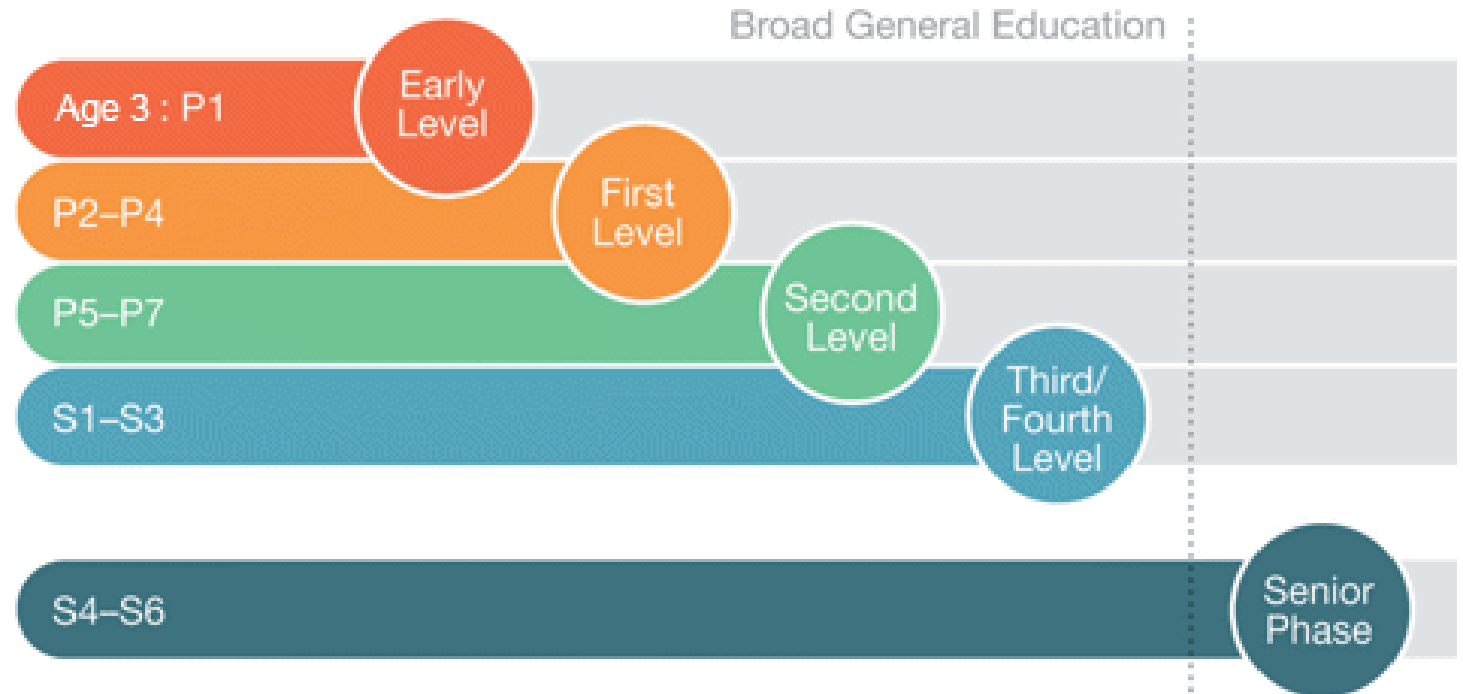 Broad General Education
Age 3 : P1
Early
Level
P2–P4
First
Level
P5–P7
Second
Level
S1–S3
Third/
Fourth
Level
S4–S6
Senior
Phase